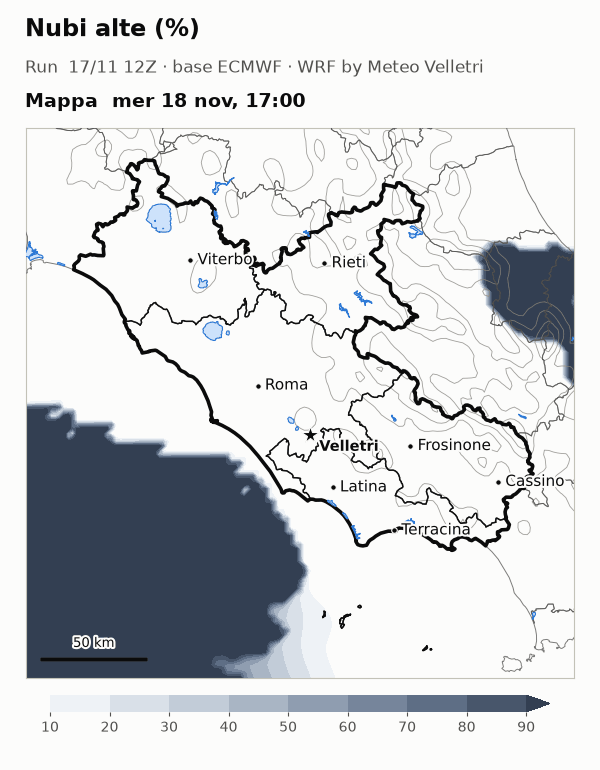 Nubi alte (%)
Run  17/11 12Z · base ECMWF · WRF by Meteo Velletri
Mappa  mer 18 nov, 17:00
Viterbo
Rieti
Roma
Velletri
Frosinone
Cassino
Latina
Terracina
50 km
10 20 30 40 50 60 70 80 90